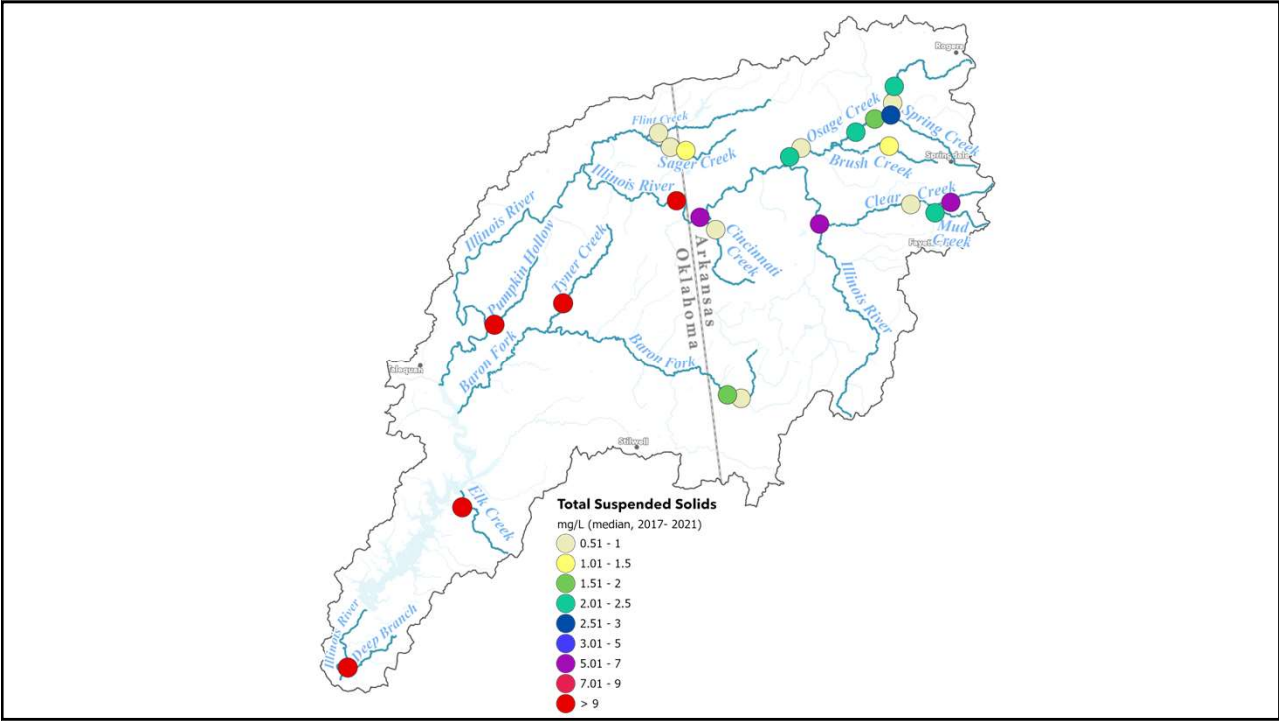 Rogers
Flint Creek
Osage Creek
Spring Creek
Sager Creek
Springdale
Brush Creek
Illinois River
Clear Creek
Mud Creek
Illinois River
Pumpkin Hollow
Tyner Creek
Cincinnati
Creek
Arkansas
Oklahoma
Illinois River
Baron Fork
Baron Fork
Stilwell
Elk Creek
Illinois River
Deep Branch
Total Suspended Solids
mg/L (median, 2017- 2021)
0.51 - 1
1.01 - 1.5
1.51 - 2
2.01 - 2.5
2.51 - 3
3.01 - 5
5.01 - 7
7.01 - 9
> 9